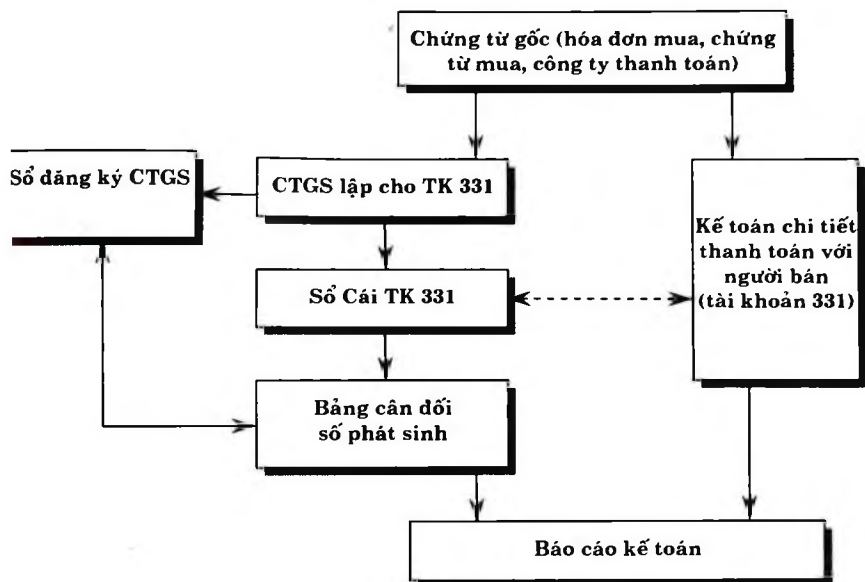 Chứng từ gốc (hóa đơn mua, chứng
từ mua, công ty thanh toán)
Sổ đăng ký CTGS
CTGS lập cho TK 331
Kế toán chi tiết
thanh toán với
người bán
(tài khoản 331)
Sổ Cái TK 331
Bảng cân đối
số phát sinh
Báo cáo kế toán